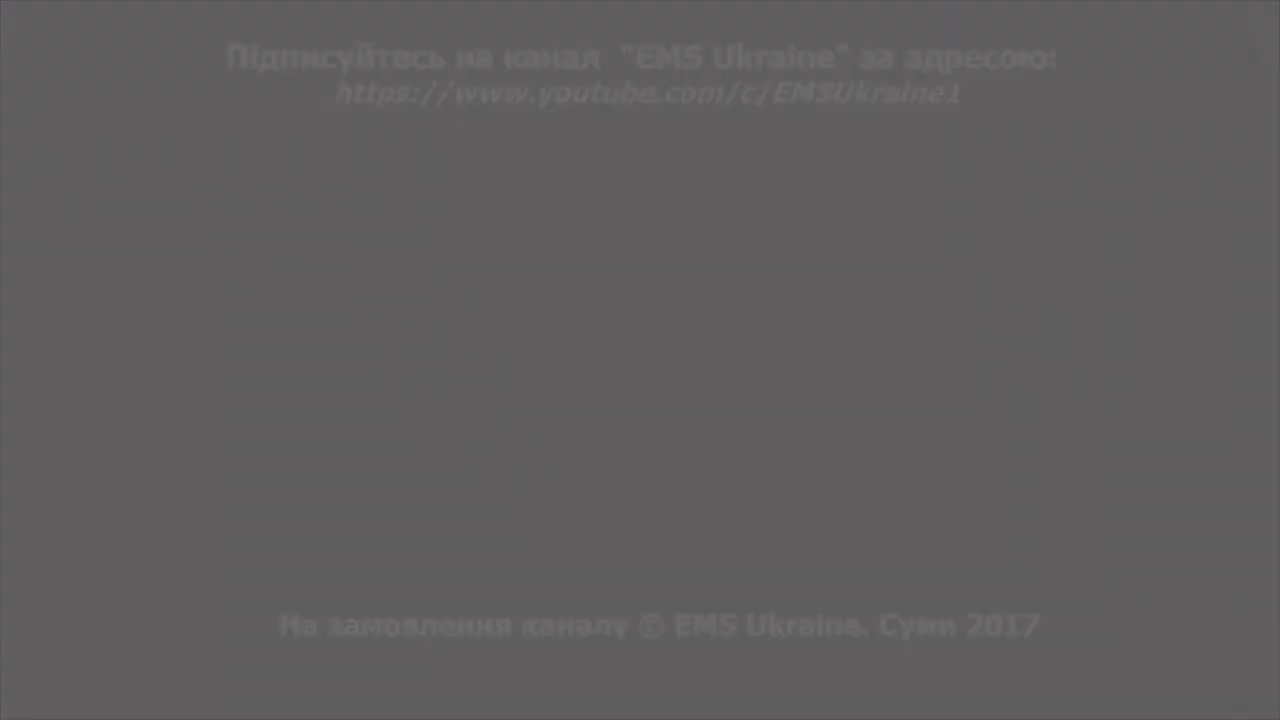 Підписуйтесь на канал "EMS Ukraine" за адресою:
https://www.youtube.com/c/EMSUkraine1
На замовлення каналу © EMS Ukraine. Суми 2017